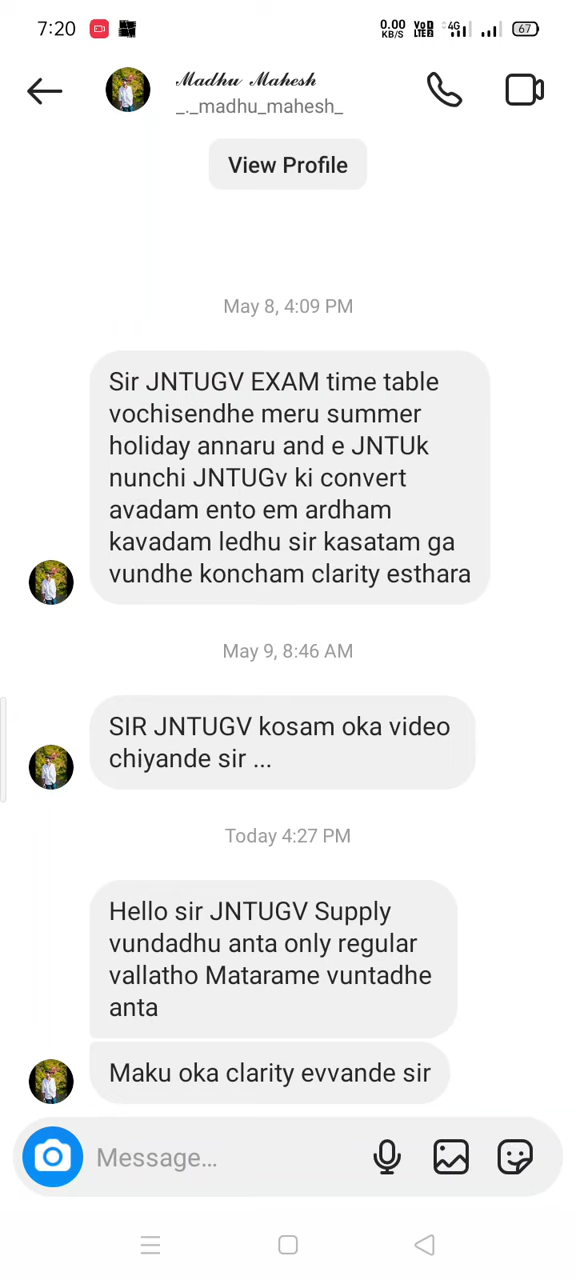 7:20
0.00
KB/S
VoD
LTE2
4G
67
𝓜𝓪𝓭𝓱𝓾 𝓜𝓪𝓱𝓮𝓼𝓱
_._madhu_mahesh_
View Profile
May 8, 4:09 PM
Sir JNTUGV EXAM time table
vochisendhe meru summer
holiday annaru and e JNTUk
nunchi JNTUGv ki convert
avadam ento em ardham
kavadam ledhu sir kasatam ga
vundhe koncham clarity esthara
May 9, 8:46 AM
SIR JNTUGV kosam oka video
chiyande sir ...
Today 4:27 PM
Hello sir JNTUGV Supply
vundadhu anta only regular
vallatho Matarame vuntadhe
anta
Maku oka clarity evvande sir
Message...